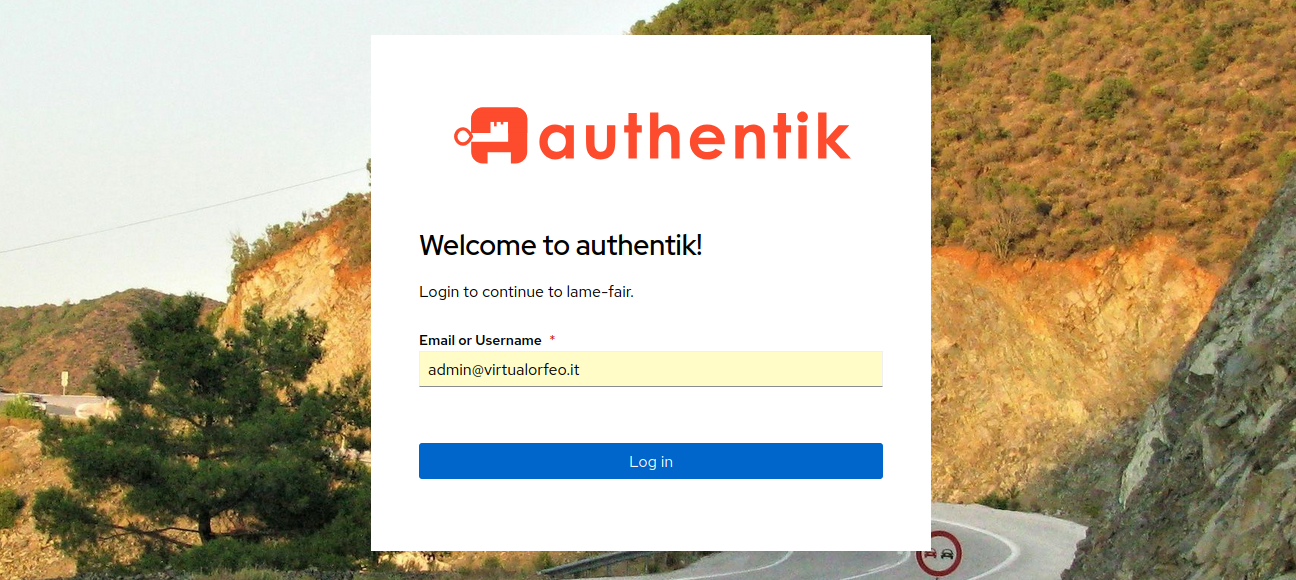 authentik
Welcome to authentik!
Login to continue to lame-fair.
Email or Username *
admin@virtualorfeo.it
Log in